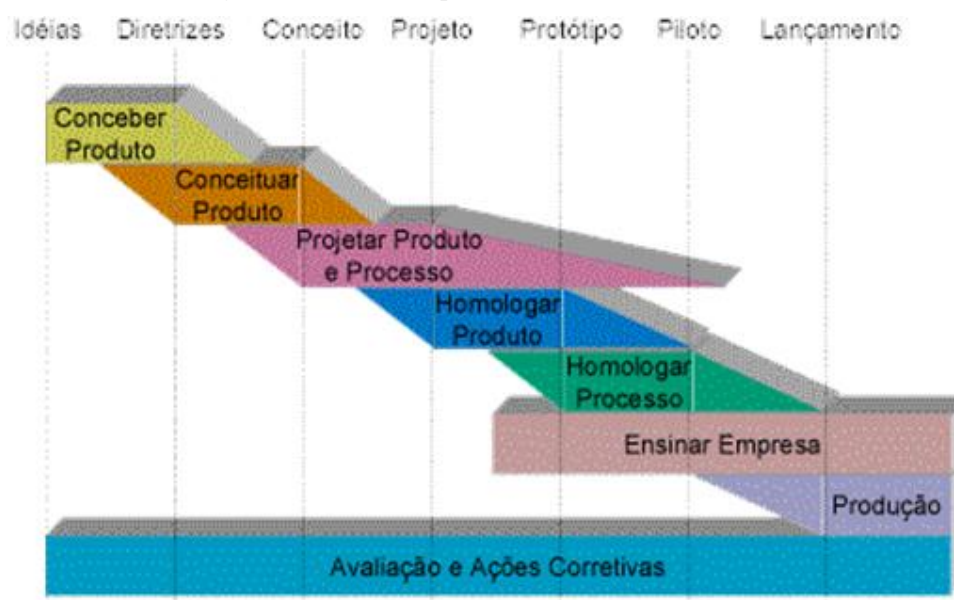 Idéias Diretrizes Conceito Projeto Protótipo Piloto Lançamento
Conceber
Produto
Conceituar
Produto
Projetar Produto
e Processo
Homologar
Produto
Homologar
Processo
Ensinar Empresa
Produção
Avaliação e Ações Corretivas